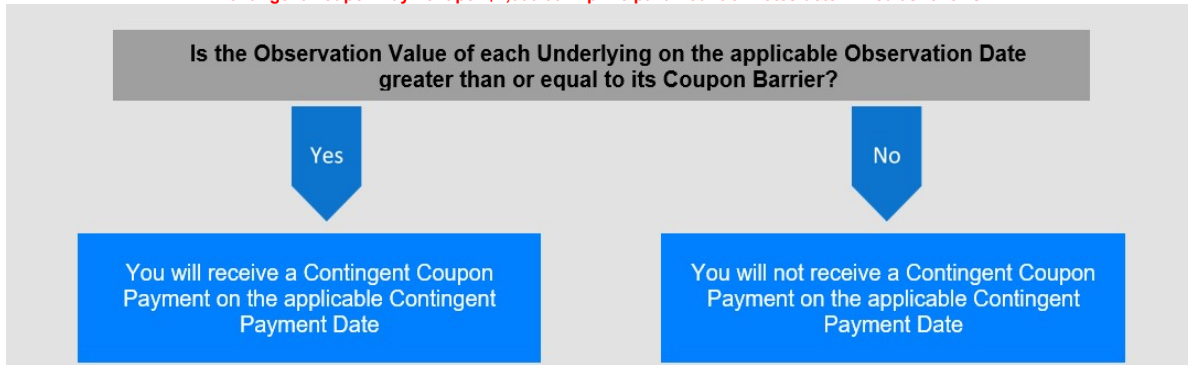 Is the Observation Value of each Underlying on the applicable Observation Date
greater than or equal to its Coupon Barrier?
Yes
No
You will receive a Contingent Coupon
Payment on the applicable Contingent
Payment Date
You will not receive a Contingent Coupon
Payment on the applicable Contingent
Payment Date